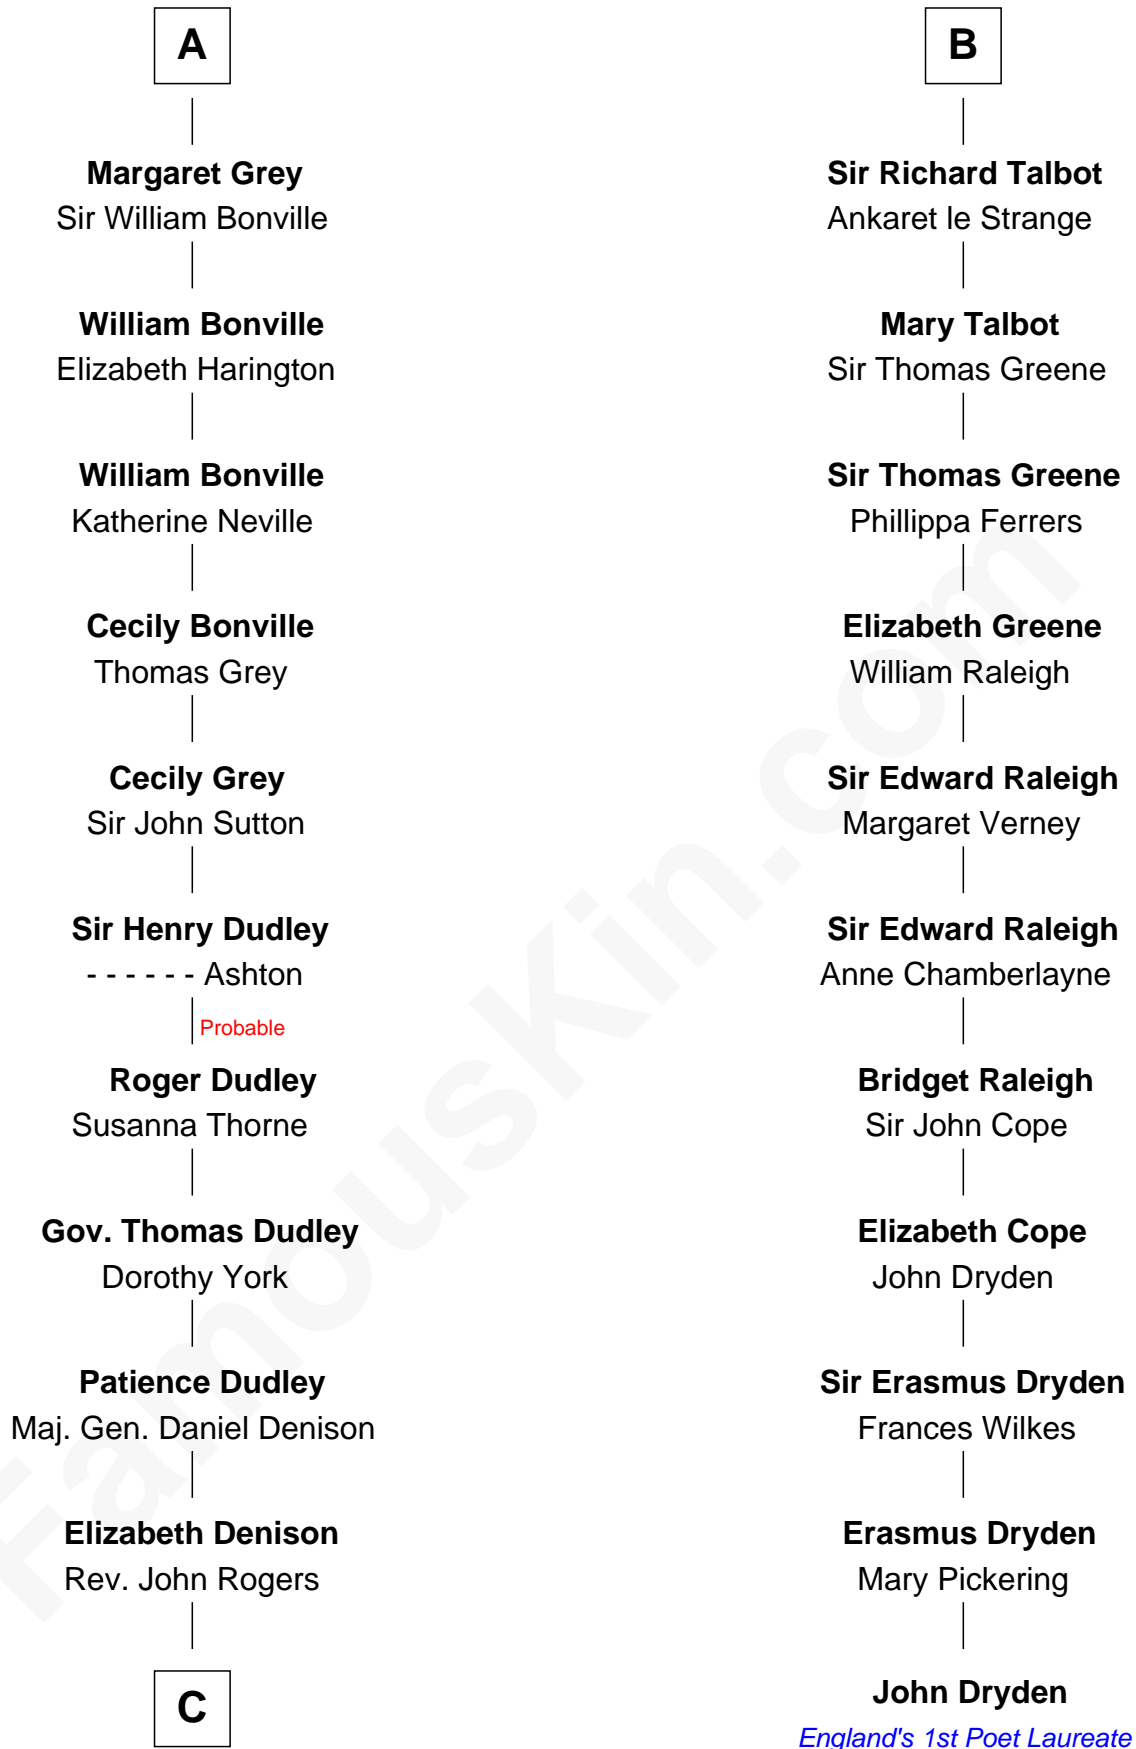 A
Margaret Grey
Sir William Bonville
William Bonville
Elizabeth Harington
William Bonville
Katherine Neville
Cecily Bonville
Thomas Grey
Cecily Grey
Sir John Sutton
Sir Henry Dudley
- - - - - - Ashton
Probable
Roger Dudley
Susanna Thorne
Gov. Thomas Dudley
Dorothy York
Patience Dudley
Maj. Gen. Daniel Denison
Elizabeth Denison
Rev. John Rogers
C
B
Sir Richard Talbot
Ankaret le Strange
Mary Talbot
Sir Thomas Greene
Sir Thomas Greene
Phillippa Ferrers
Elizabeth Greene
William Raleigh
Sir Edward Raleigh
Margaret Verney
Sir Edward Raleigh
Anne Chamberlayne
Bridget Raleigh
Sir John Cope
Elizabeth Cope
John Dryden
Sir Erasmus Dryden
Frances Wilkes
Erasmus Dryden
Mary Pickering
John Dryden
England's 1st Poet Laureate
FamousKin.com